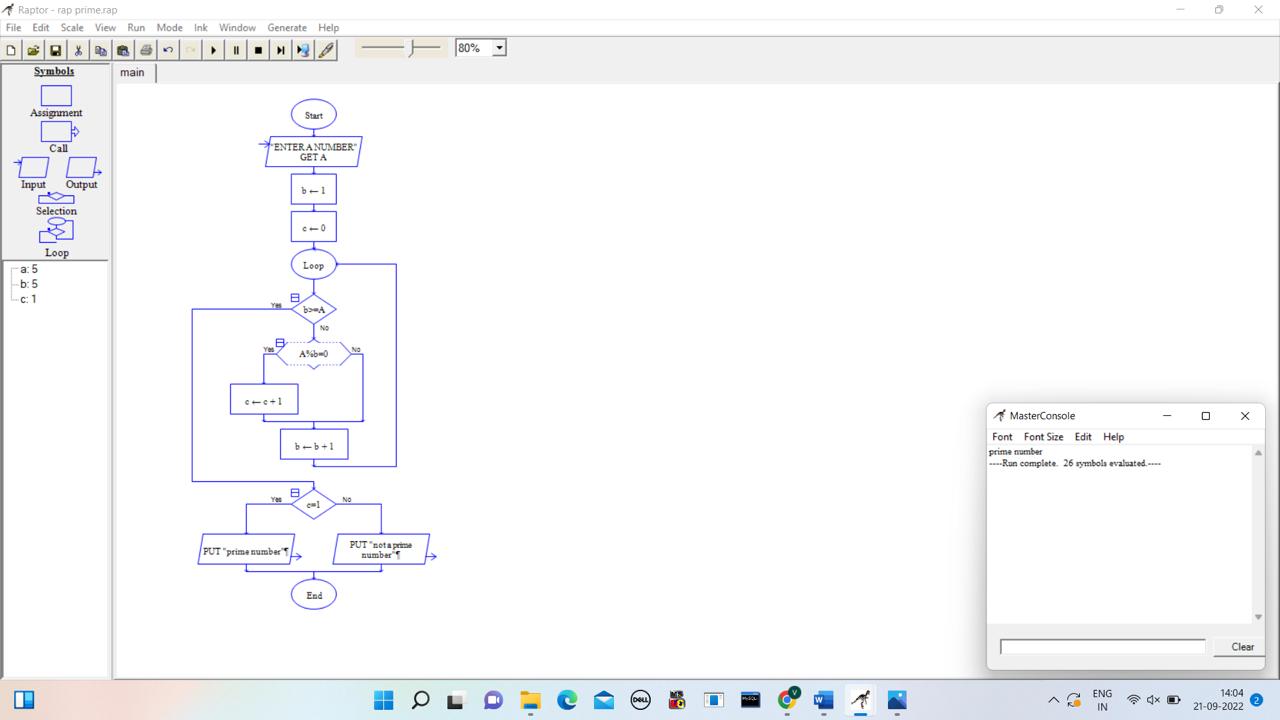 Raptor - rap prime.rap
File Edit Scale View Run Mode Ink Window Generate Help
80%
Symbols
Assignment
Call
Input Output
Selection
Loop
a: 5
b: 5
c: 1
main
Start
"ENTER A NUMBER"
GET A
b ← 1
c ← 0
Loop
Yes
b>=A
No
Yes
A%b=0
No
c ← c + 1
b ← b + 1
Yes
c=1
No
PUT "prime number"¶
PUT "not a prime
number"¶
End
MasterConsole
Font Font Size Edit Help
prime number
----Run complete. 26 symbols evaluated.----
Clear
DELL
MySQL
V
W
ENG
IN
14:04
21-09-2022
2